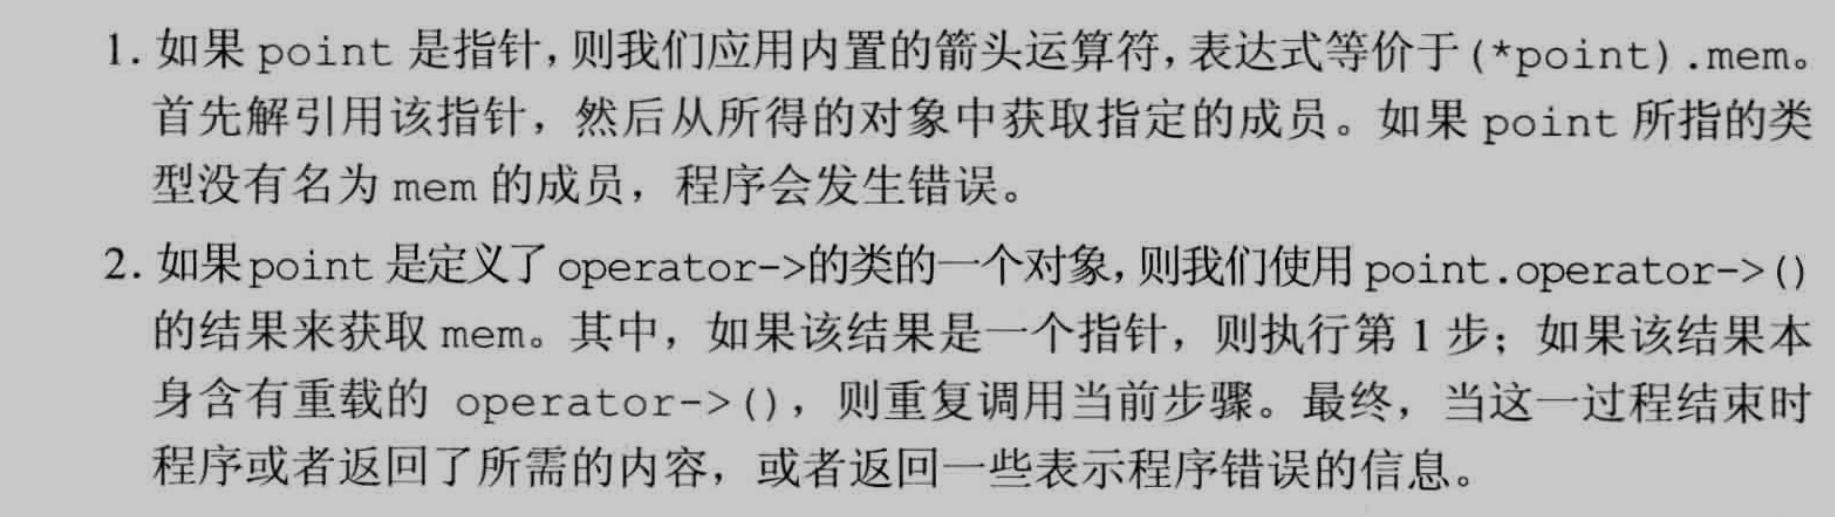 1. 如果 point 是指针，则我们应用内置的箭头运算符，表达式等价于(*point).mem。
首先解引用该指针，然后从所得的对象中获取指定的成员。如果 point 所指的类
型没有名为 mem 的成员，程序会发生错误。
2. 如果point 是定义了 operator->的类的一个对象，则我们使用 point.operator->()
的结果来获取 mem。其中，如果该结果是一个指针，则执行第 1 步；如果该结果本
身含有重载的 operator->()，则重复调用当前步骤。最终，当这一过程结束时
程序或者返回了所需的内容，或者返回一些表示程序错误的信息。